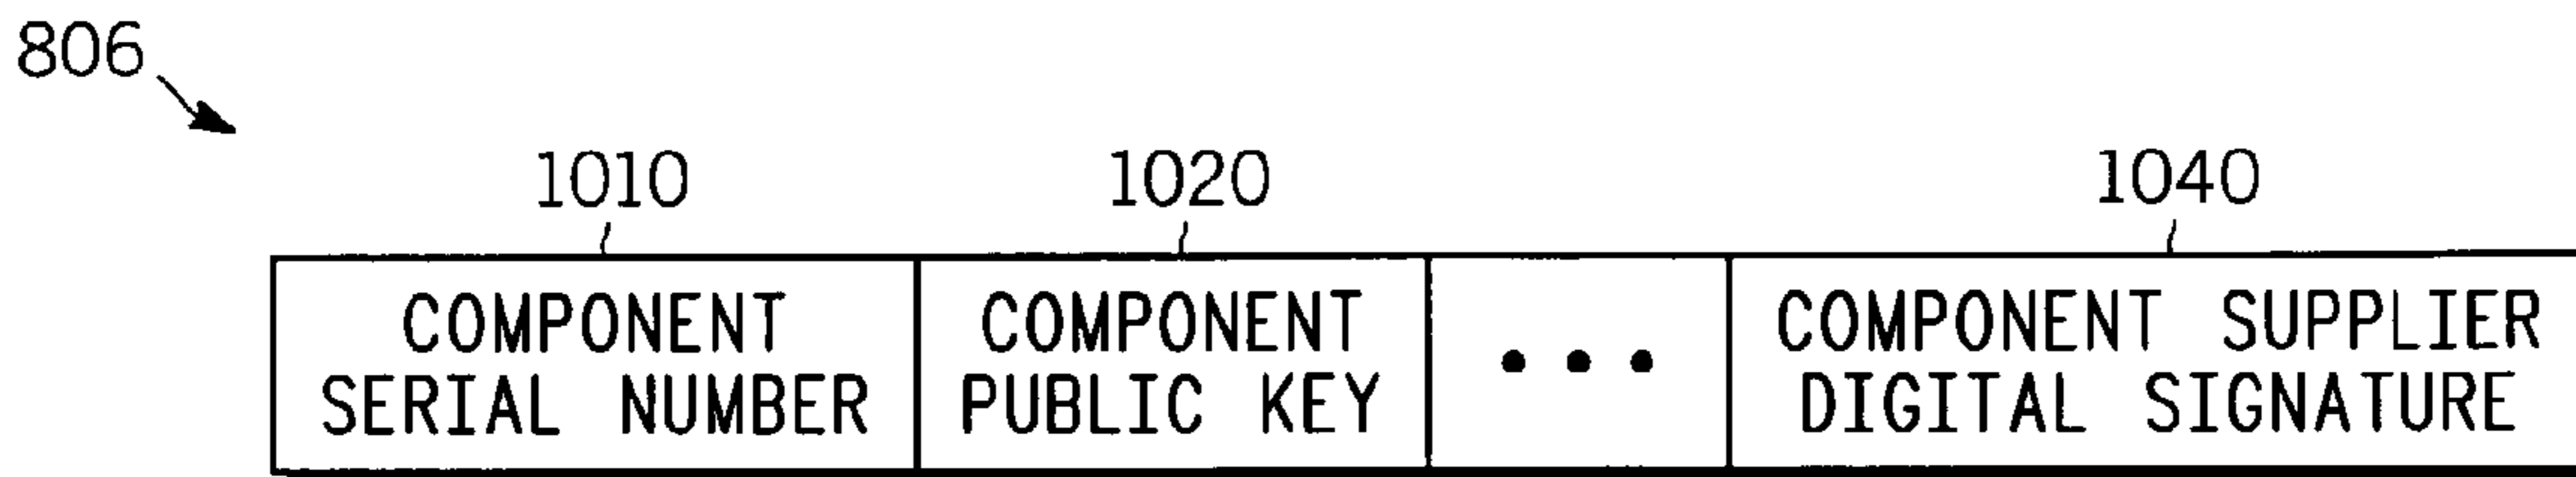 806
1010 1020 1040
COMPONENT SERIAL NUMBER
COMPONENT PUBLIC KEY
• • •
COMPONENT SUPPLIER DIGITAL SIGNATURE